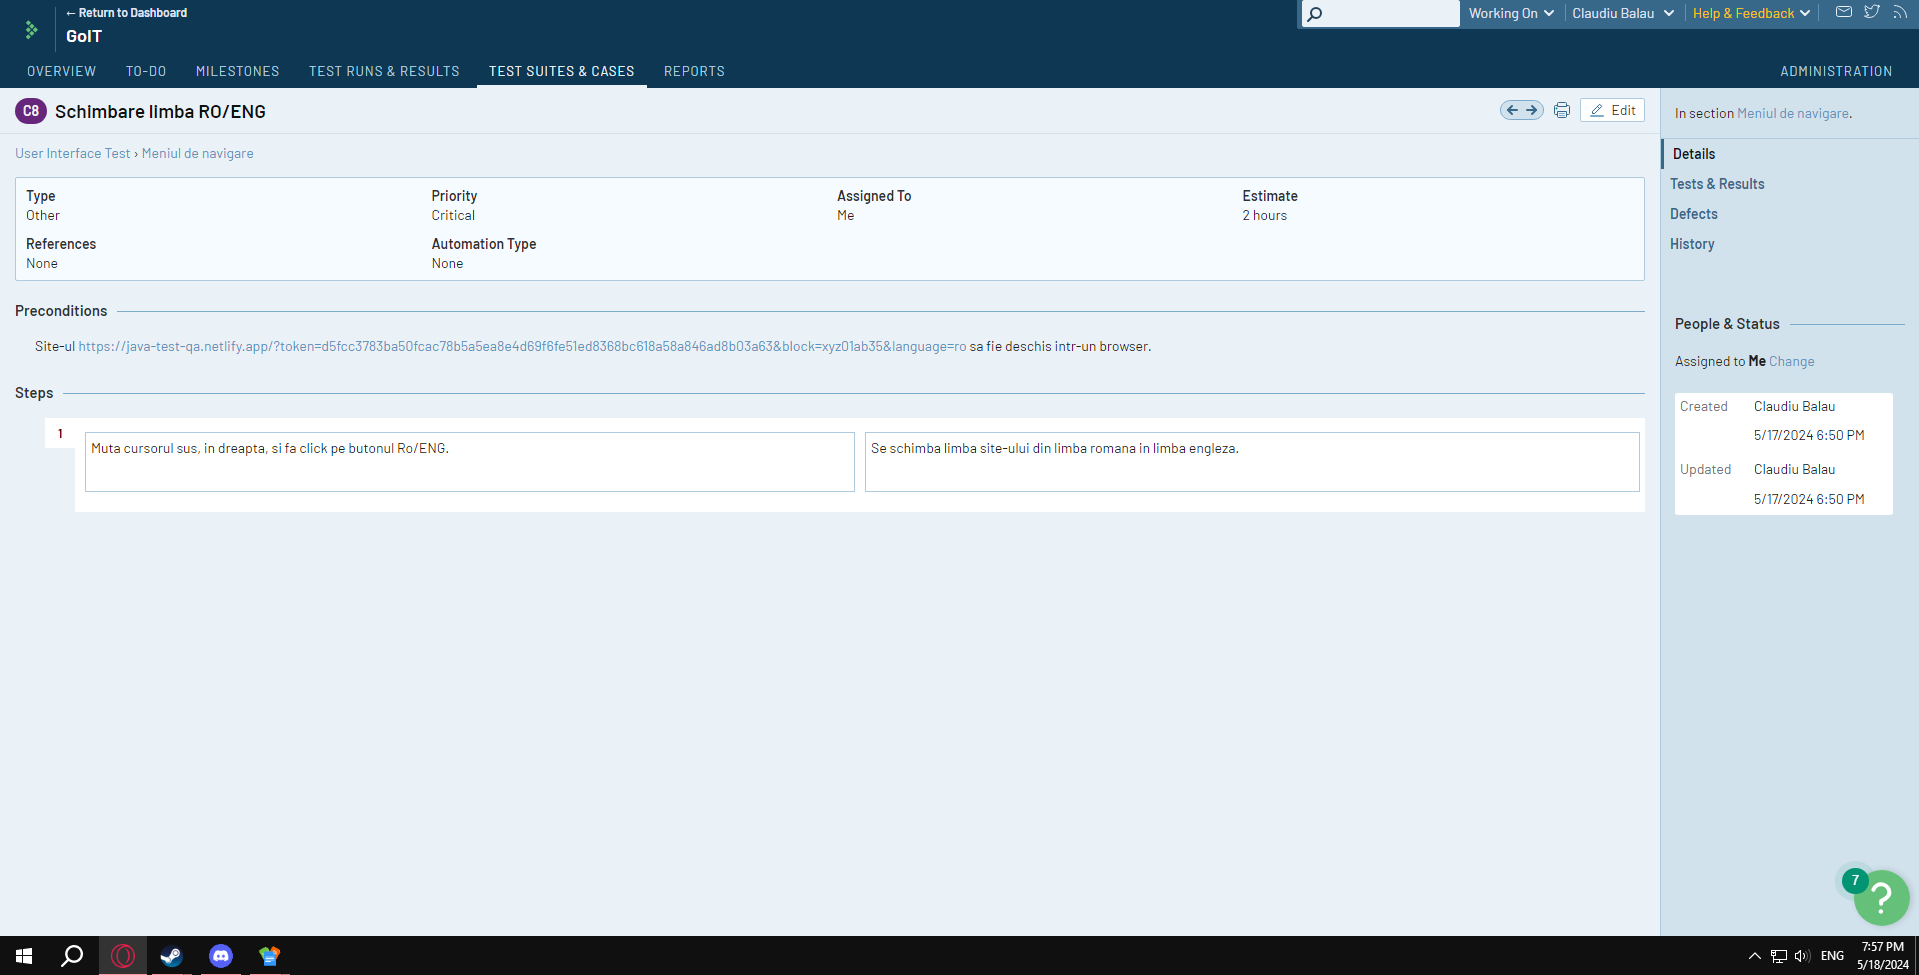 ← Return to Dashboard
GoIT
Working On
Claudiu Balau
Help & Feedback
OVERVIEW TO-DO MILESTONES TEST RUNS & RESULTS TEST SUITES & CASES REPORTS ADMINISTRATION
C8 Schimbare limba RO/ENG
Edit
User Interface Test › Meniul de navigare
Type
Other
Priority
Critical
Assigned To
Me
Estimate
2 hours
References
None
Automation Type
None
Preconditions
Site-ul https://java-test-qa.netlify.app/?token=d5fcc3783ba50fcac78b5a5ea8e4d69f6fe51ed8368bc618a58a846ad8b03a63&block=xyz01ab35&language=ro sa fie deschis intr-un browser.
Steps
1
Muta cursorul sus, in dreapta, si fa click pe butonul Ro/ENG.
Se schimba limba site-ului din limba romana in limba engleza.
In section Meniul de navigare.
Details
Tests & Results
Defects
History
People & Status
Assigned to Me Change
Created Claudiu Balau
5/17/2024 6:50 PM
Updated Claudiu Balau
5/17/2024 6:50 PM
7
?
ENG
7:57 PM
5/18/2024